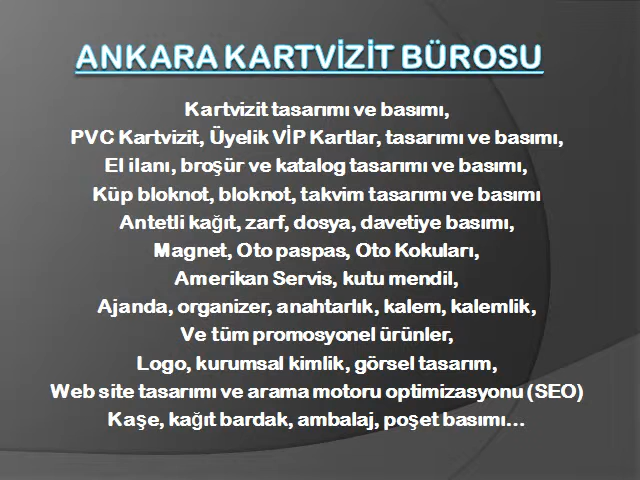 ANKARA KARTVİZİT BÜROSU
Kartvizit tasarımı ve basımı,
PVC Kartvizit, Üyelik VİP Kartlar, tasarımı ve basımı,
El ilanı, broşür ve katalog tasarımı ve basımı,
Küp bloknot, bloknot, takvim tasarımı ve basımı
Antetli kağıt, zarf, dosya, davetiye basımı,
Magnet, Oto paspas, Oto Kokuları,
Amerikan Servis, kutu mendil,
Ajanda, organizer, anahtarlık, kalem, kalemlik,
Ve tüm promosyonel ürünler,
Logo, kurumsal kimlik, görsel tasarım,
Web site tasarımı ve arama motoru optimizasyonu (SEO)
Kaşe, kağıt bardak, ambalaj, poşet basımı...